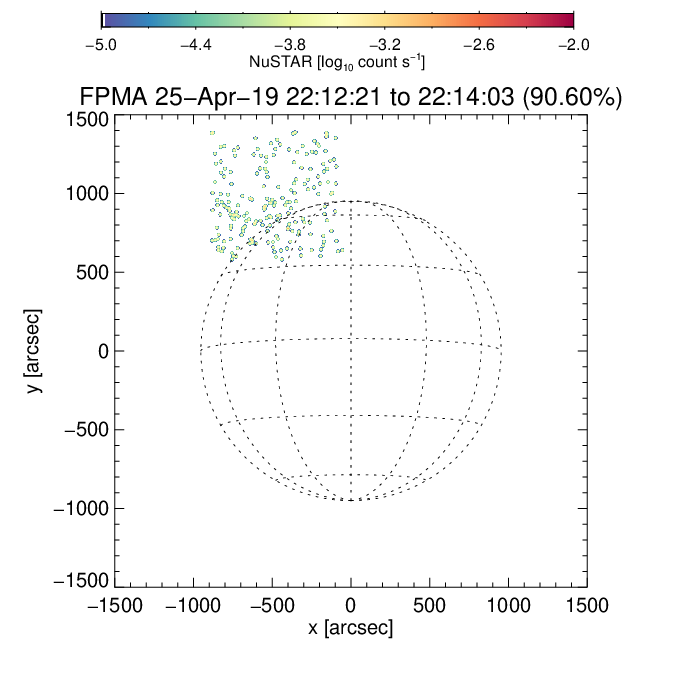 −5.0 −4.4 −3.8 −3.2 −2.6 −2.0
NuSTAR [log₁₀ count s⁻¹]
FPMA 25−Apr−19 22:12:21 to 22:14:03 (90.60%)
1500
1000
500
0
−500
−1000
−1500
y [arcsec]
−1500 −1000 −500 0 500 1000 1500
x [arcsec]